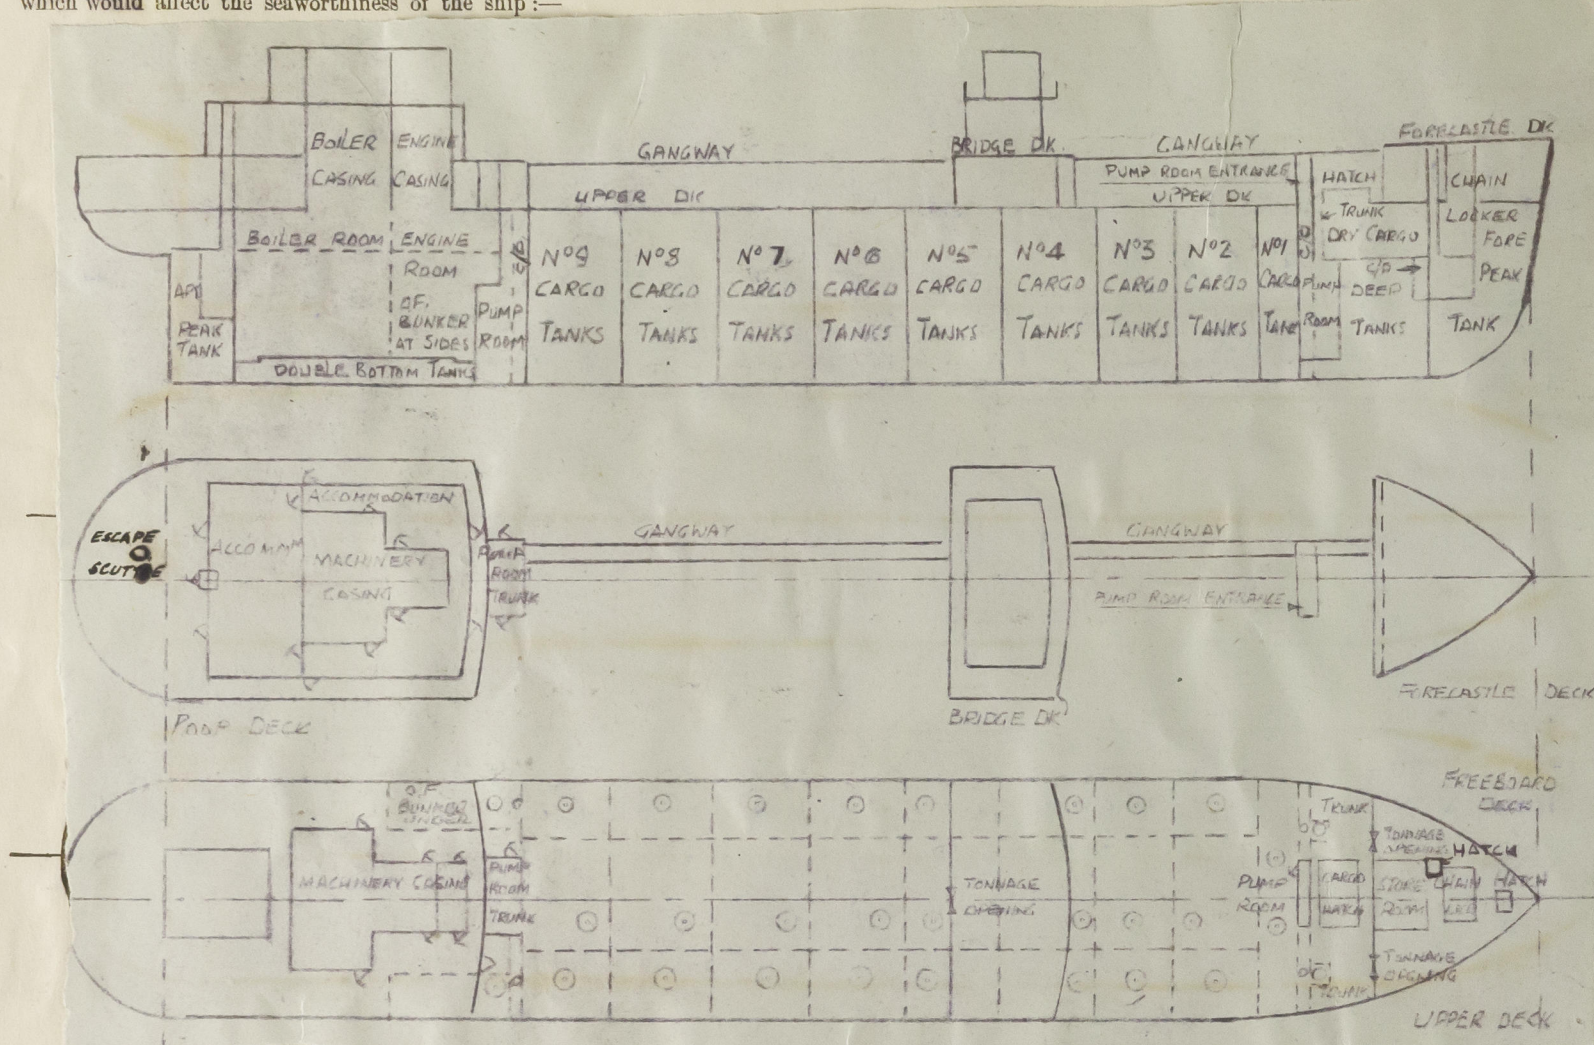 which would affect the seaworthiness of the ship :—
FORECASTLE DK
BOILER CASING
ENGINE CASING
GANGWAY
BRIDGE DK.
GANGWAY
PUMP ROOM ENTRANCE
UPPER DK
UPPER DK
HATCH
CHAIN LOCKER
TRUNK
DRY CARGO
C/D
DEEP TANKS
FORE PEAK TANK
BOILER ROOM
ENGINE ROOM
O.F. BUNKER AT SIDES
AFT PEAK TANK
DOUBLE BOTTOM TANKS
PUMP ROOM
C/D
Nº9 CARGO TANKS
Nº8 CARGO TANKS
Nº7 CARGO TANKS
Nº6 CARGO TANKS
Nº5 CARGO TANKS
Nº4 CARGO TANKS
Nº3 CARGO TANKS
Nº2 CARGO TANKS
Nº1 CARGO TANK
C/D
PUMP ROOM
ACCOMMODATION
ESCAPE
SCUTTLE
ACCOMMN
MACHINERY
CASING
PUMP
ROOM
TRUNK
GANGWAY
GANGWAY
PUMP ROOM ENTRANCE
POOP DECK
BRIDGE DK
FORECASTLE DECK
FREEBOARD
DECK
O.F.
BUNKER
UNDER
MACHINERY CASING
PUMP
ROOM
TRUNK
TONNAGE
OPENING
PUMP
ROOM
TRUNK
CARGO
HATCH
TONNAGE
OPENING
HATCH
STORE
ROOM
CHAIN
LKR
HATCH
TONNAGE
OPENING
TRUNK
UPPER DECK